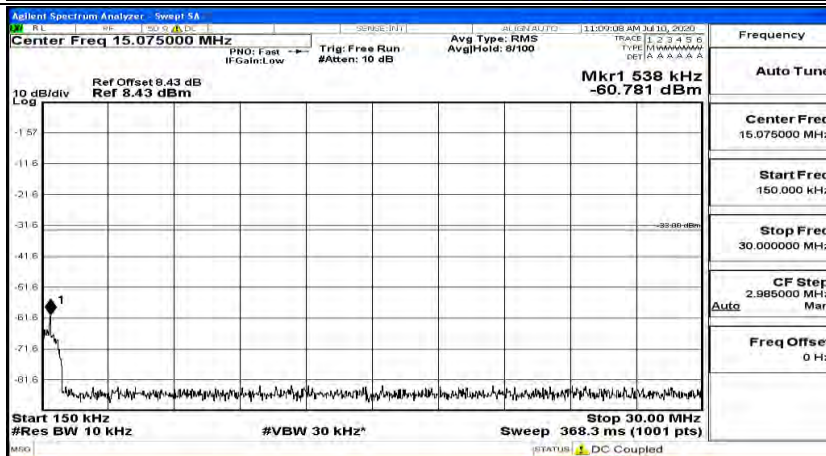 Agilent Spectrum Analyzer - Swept SA
RL RF 50 Ω DC SENSE:INT ALIGN AUTO 11:09:08 AM Jul 10, 2020
Center Freq 15.075000 MHz
PNO: Fast
IFGain:Low
Trig: Free Run
#Atten: 10 dB
Avg Type: RMS
Avg|Hold: 8/100
TRACE 1 2 3 4 5 6
TYPE M
DET A A A A A A
Frequency
Auto Tune
Ref Offset 8.43 dB
10 dB/div Ref 8.43 dBm
Log
Mkr1 538 kHz
-60.781 dBm
Center Freq
15.075000 MHz
Start Freq
150.000 kHz
Stop Freq
30.000000 MHz
CF Step
2.985000 MHz
Auto Man
Freq Offset
0 Hz
-1.57
-11.6
-21.6
-31.6
-33.00 dBm
-41.6
-51.6
-61.6
-71.6
-81.6
1
Start 150 kHz Stop 30.00 MHz
#Res BW 10 kHz #VBW 30 kHz* Sweep 368.3 ms (1001 pts)
MSG STATUS DC Coupled